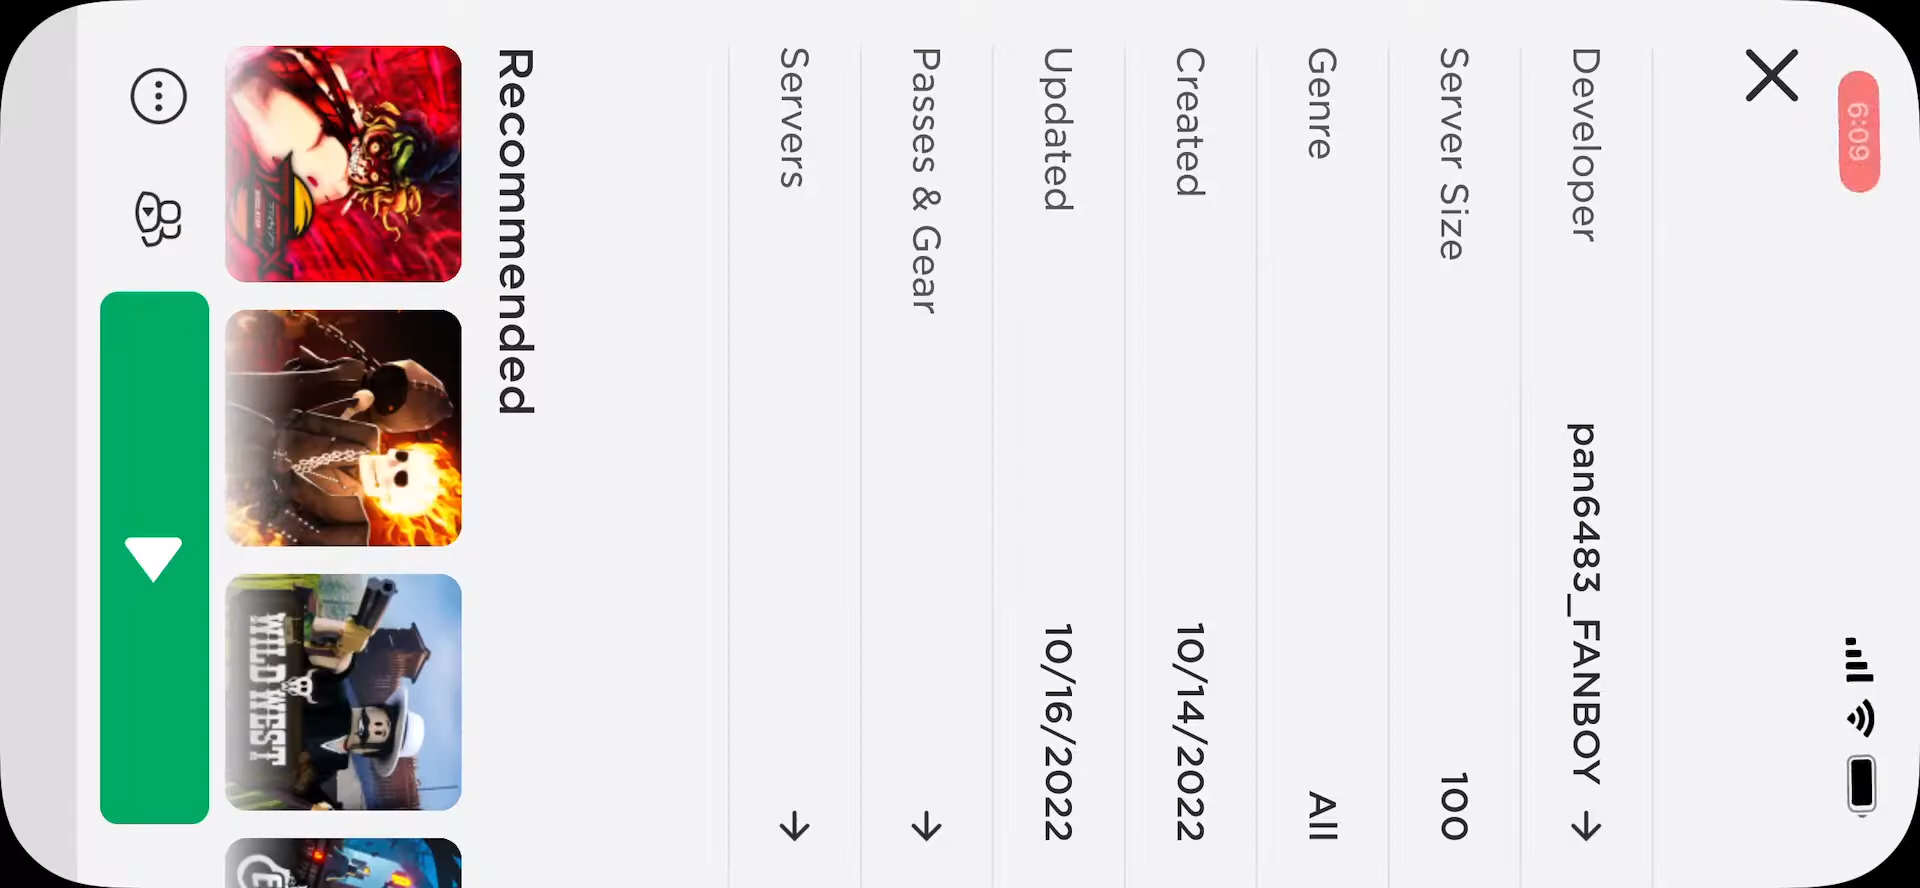 6:09
Developer pan6483_FANBOY
Server Size 100
Genre All
Created 10/14/2022
Updated 10/16/2022
Passes & Gear
Servers
Recommended
WILD WEST